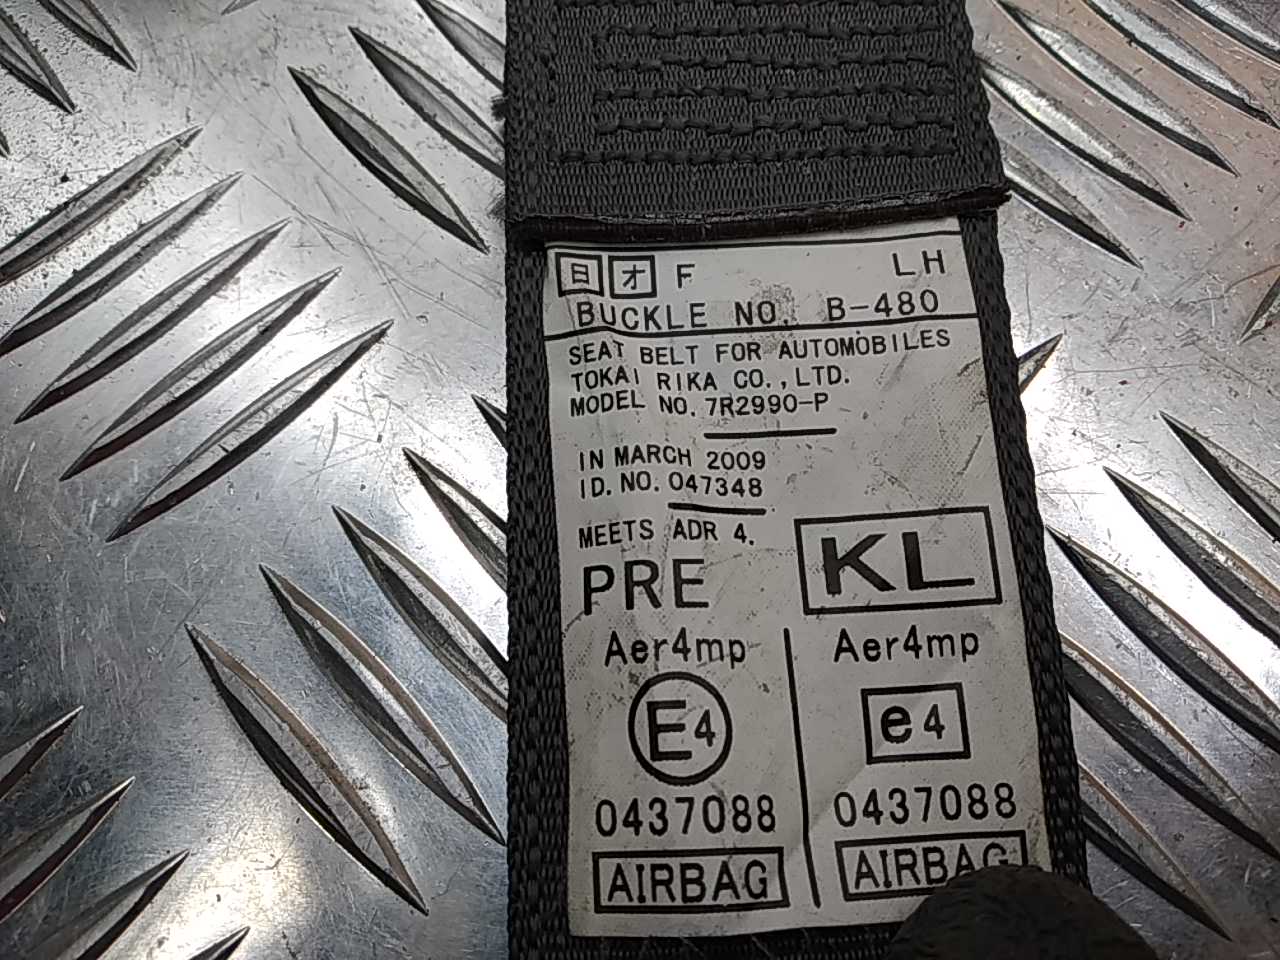 日 オ F LH
BUCKLE NO. B-480
SEAT BELT FOR AUTOMOBILES
TOKAI RIKA CO.,LTD.
MODEL NO. 7R2990-P
IN MARCH 2009
ID. NO. 047348
MEETS ADR 4.
PRE KL
Aer4mp Aer4mp
E4 e4
0437088 0437088
AIRBAG AIRBAG